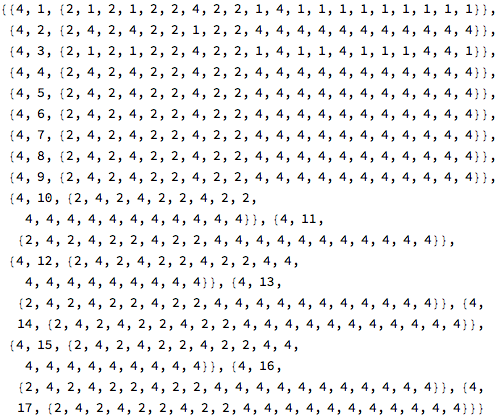 {{4, 1, {2, 1, 2, 1, 2, 2, 4, 2, 2, 1, 4, 1, 1, 1, 1, 1, 1, 1, 1, 1}},
{4, 2, {2, 4, 2, 4, 2, 2, 1, 2, 2, 4, 4, 4, 4, 4, 4, 4, 4, 4, 4, 4}},
{4, 3, {2, 1, 2, 1, 2, 2, 4, 2, 2, 1, 4, 1, 1, 4, 1, 1, 1, 4, 4, 1}},
{4, 4, {2, 4, 2, 4, 2, 2, 4, 2, 2, 4, 4, 4, 4, 4, 4, 4, 4, 4, 4, 4}},
{4, 5, {2, 4, 2, 4, 2, 2, 4, 2, 2, 4, 4, 4, 4, 4, 4, 4, 4, 4, 4, 4}},
{4, 6, {2, 4, 2, 4, 2, 2, 4, 2, 2, 4, 4, 4, 4, 4, 4, 4, 4, 4, 4, 4}},
{4, 7, {2, 4, 2, 4, 2, 2, 4, 2, 2, 4, 4, 4, 4, 4, 4, 4, 4, 4, 4, 4}},
{4, 8, {2, 4, 2, 4, 2, 2, 4, 2, 2, 4, 4, 4, 4, 4, 4, 4, 4, 4, 4, 4}},
{4, 9, {2, 4, 2, 4, 2, 2, 4, 2, 2, 4, 4, 4, 4, 4, 4, 4, 4, 4, 4, 4}},
{4, 10, {2, 4, 2, 4, 2, 2, 4, 2, 2,
4, 4, 4, 4, 4, 4, 4, 4, 4, 4, 4}}, {4, 11,
{2, 4, 2, 4, 2, 2, 4, 2, 2, 4, 4, 4, 4, 4, 4, 4, 4, 4, 4, 4}},
{4, 12, {2, 4, 2, 4, 2, 2, 4, 2, 2, 4, 4,
4, 4, 4, 4, 4, 4, 4, 4, 4}}, {4, 13,
{2, 4, 2, 4, 2, 2, 4, 2, 2, 4, 4, 4, 4, 4, 4, 4, 4, 4, 4, 4}}, {4,
14, {2, 4, 2, 4, 2, 2, 4, 2, 2, 4, 4, 4, 4, 4, 4, 4, 4, 4, 4, 4}},
{4, 15, {2, 4, 2, 4, 2, 2, 4, 2, 2, 4, 4,
4, 4, 4, 4, 4, 4, 4, 4, 4}}, {4, 16,
{2, 4, 2, 4, 2, 2, 4, 2, 2, 4, 4, 4, 4, 4, 4, 4, 4, 4, 4, 4}}, {4,
17, {2, 4, 2, 4, 2, 2, 4, 2, 2, 4, 4, 4, 4, 4, 4, 4, 4, 4, 4, 4}}}